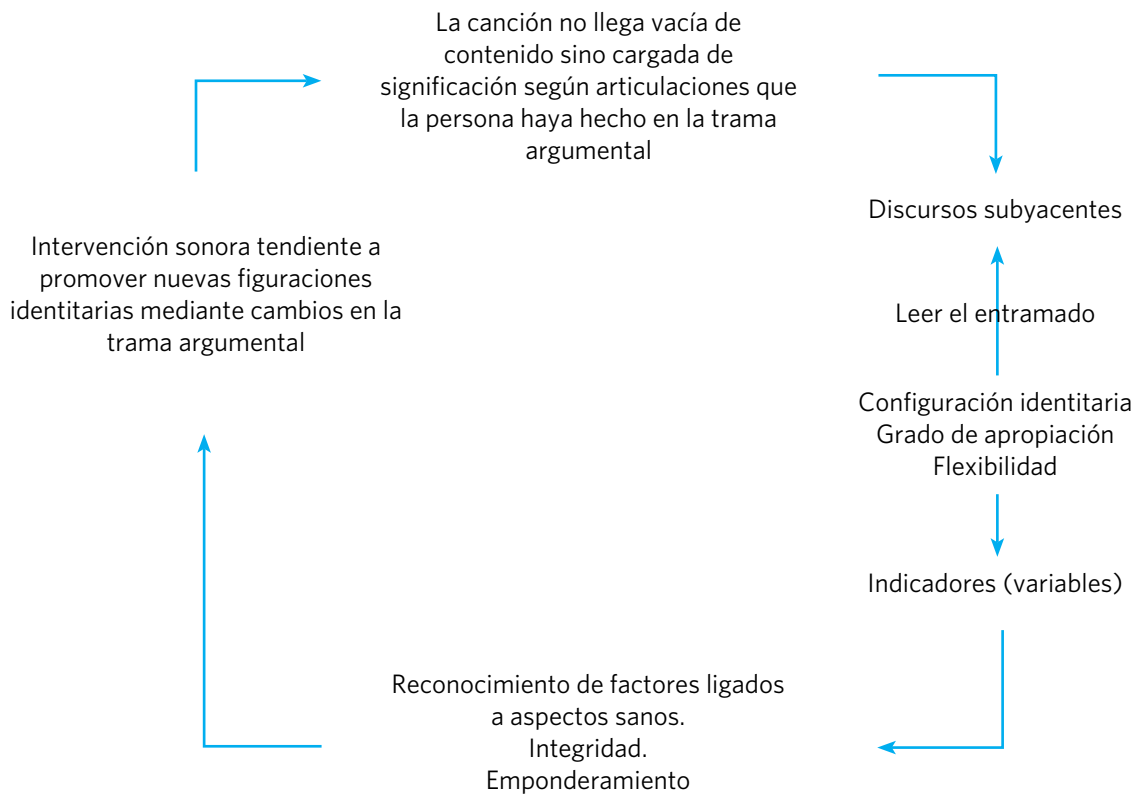 La canción no llega vacía de
contenido sino cargada de
significación según articulaciones que
la persona haya hecho en la trama
argumental
Discursos subyacentes
Leer el entramado
Configuración identitaria
Grado de apropiación
Flexibilidad
Indicadores (variables)
Reconocimiento de factores ligados
a aspectos sanos.
Integridad.
Emponderamiento
Intervención sonora tendiente a
promover nuevas figuraciones
identitarias mediante cambios en la
trama argumental